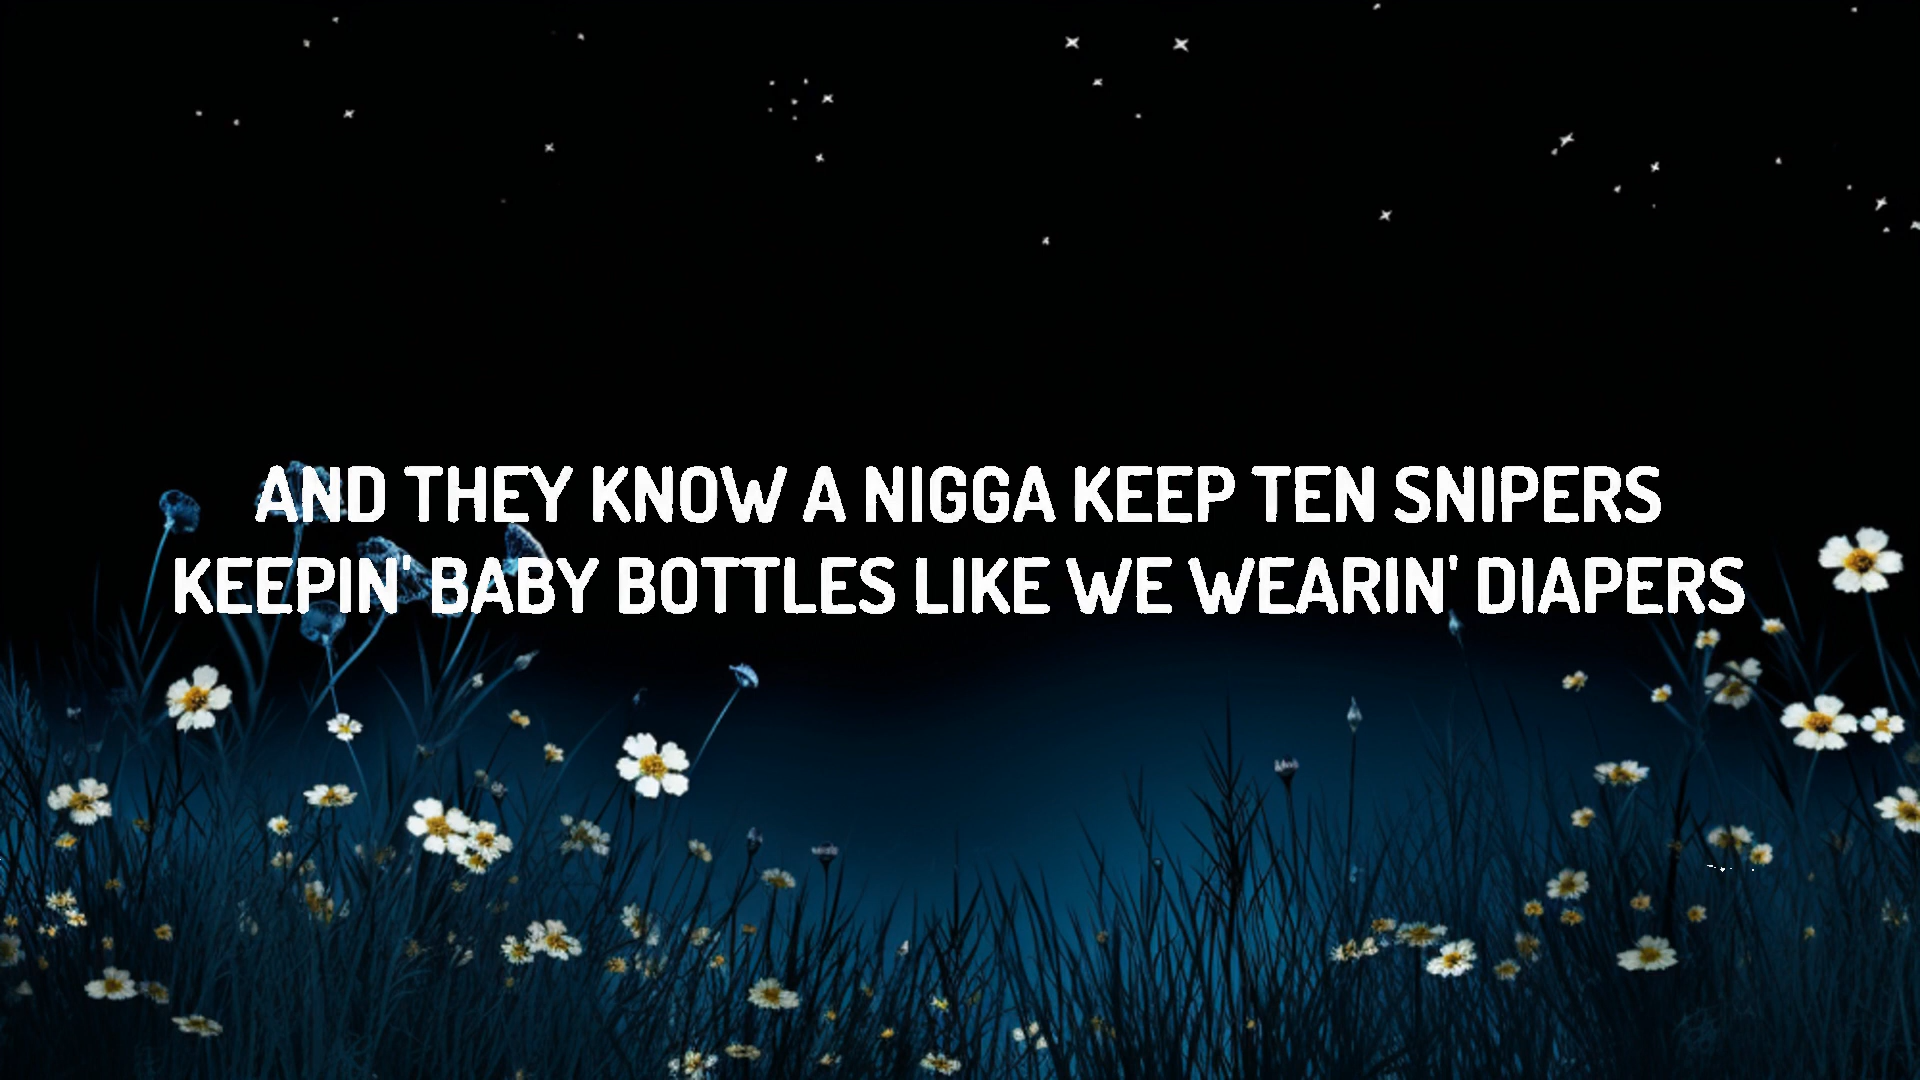 AND THEY KNOW A NIGGA KEEP TEN SNIPERS
KEEPIN' BABY BOTTLES LIKE WE WEARIN' DIAPERS